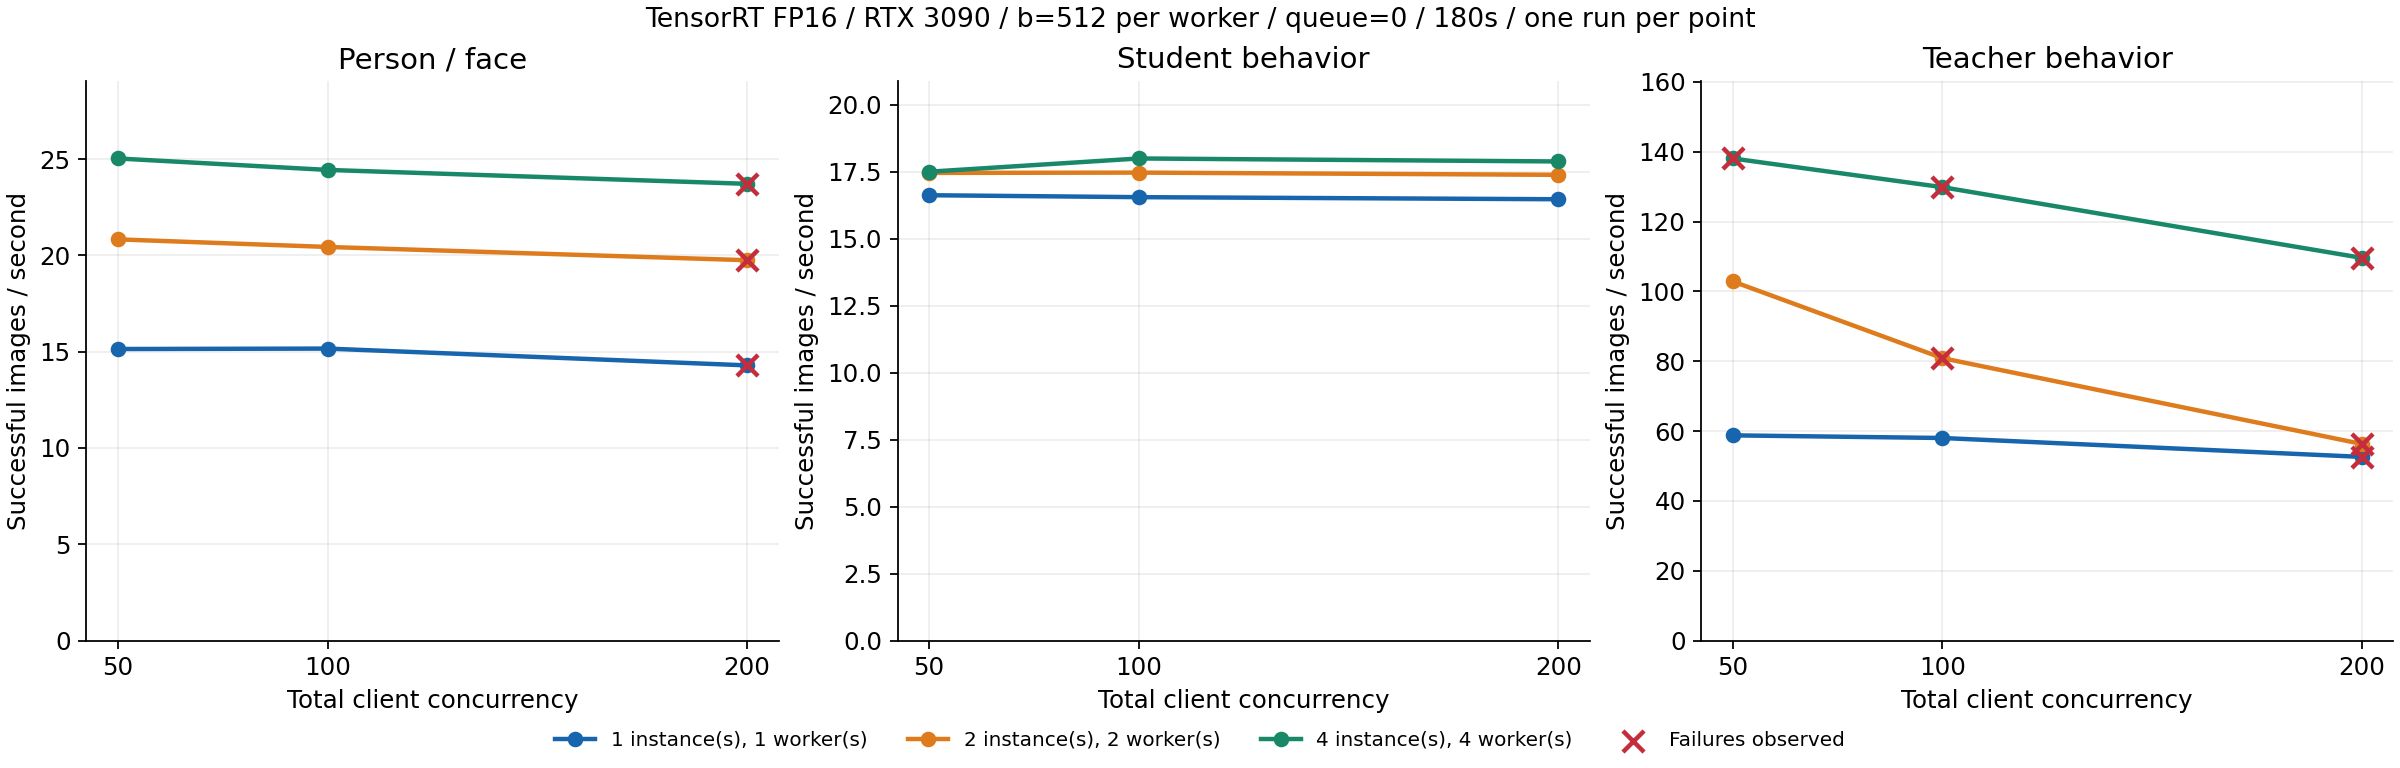 TensorRT FP16 / RTX 3090 / b=512 per worker / queue=0 / 180s / one run per point
Person / face
Successful images / second
25
20
15
10
5
0
50 100 200
Total client concurrency
Student behavior
Successful images / second
20.0
17.5
15.0
12.5
10.0
7.5
5.0
2.5
0.0
50 100 200
Total client concurrency
Teacher behavior
Successful images / second
160
140
120
100
80
60
40
20
0
50 100 200
Total client concurrency
1 instance(s), 1 worker(s) 2 instance(s), 2 worker(s) 4 instance(s), 4 worker(s) Failures observed